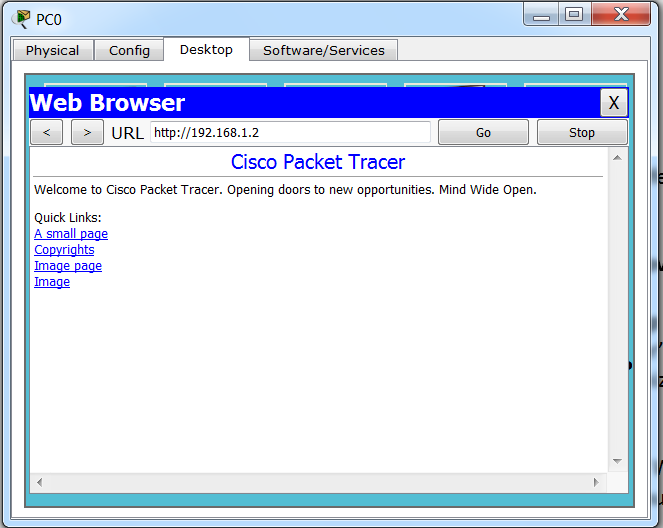 PC0
Physical Config Desktop Software/Services
Web Browser X
< > URL http://192.168.1.2 Go Stop
Cisco Packet Tracer
Welcome to Cisco Packet Tracer. Opening doors to new opportunities. Mind Wide Open.
Quick Links:
A small page
Copyrights
Image page
Image